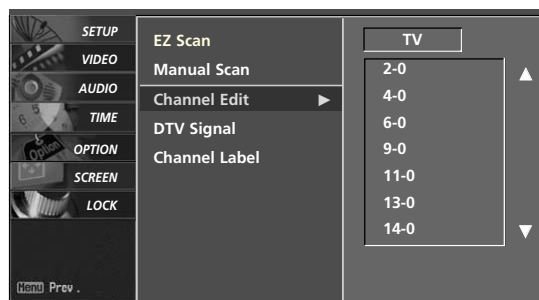 SETUP
VIDEO
AUDIO
TIME
OPTION
SCREEN
LOCK
Menu Prev.
EZ Scan
Manual Scan
Channel Edit
DTV Signal
Channel Label
TV
2-0
4-0
6-0
9-0
11-0
13-0
14-0